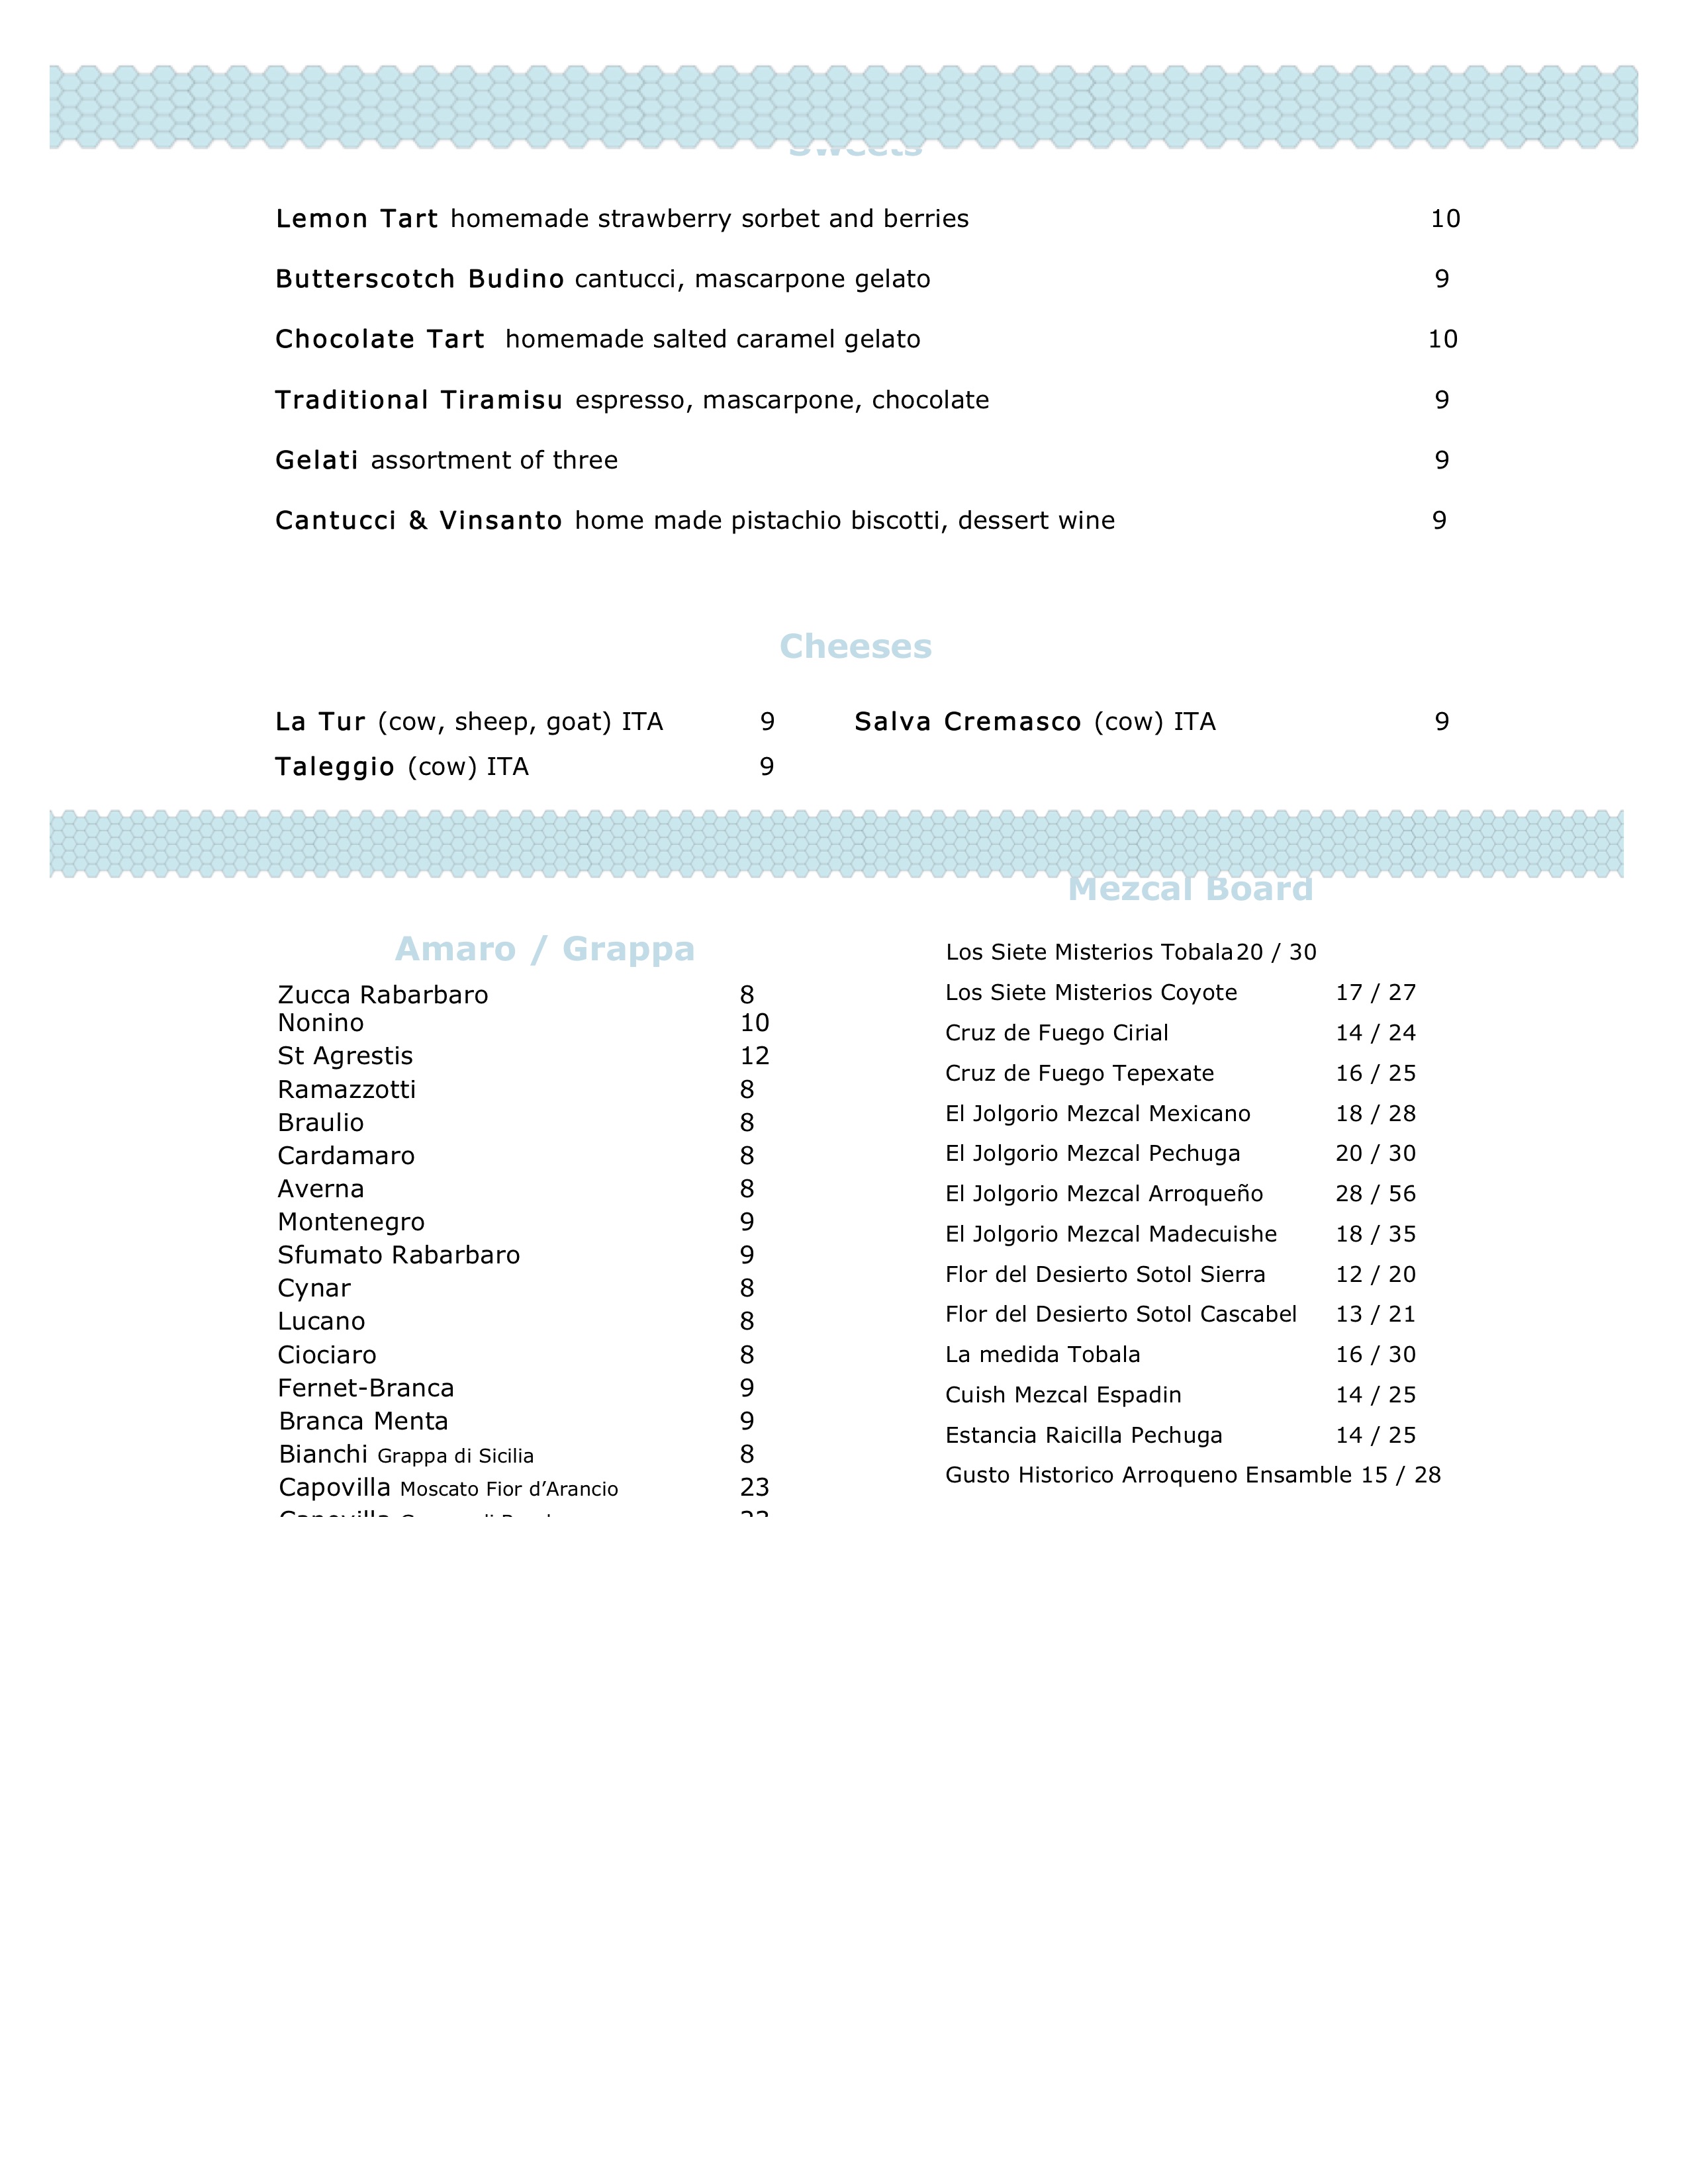 Sweets
Lemon Tart homemade strawberry sorbet and berries 10
Butterscotch Budino cantucci, mascarpone gelato 9
Chocolate Tart homemade salted caramel gelato 10
Traditional Tiramisu espresso, mascarpone, chocolate 9
Gelati assortment of three 9
Cantucci & Vinsanto home made pistachio biscotti, dessert wine 9
Cheeses
La Tur (cow, sheep, goat) ITA 9 Salva Cremasco (cow) ITA 9
Taleggio (cow) ITA 9
Amaro / Grappa
Zucca Rabarbaro 8
Nonino 10
St Agrestis 12
Ramazzotti 8
Braulio 8
Cardamaro 8
Averna 8
Montenegro 9
Sfumato Rabarbaro 9
Cynar 8
Lucano 8
Ciociaro 8
Fernet-Branca 9
Branca Menta 9
Bianchi Grappa di Sicilia 8
Capovilla Moscato Fior d’Arancio 23
Capovilla
Mezcal Board
Los Siete Misterios Tobala 20 / 30
Los Siete Misterios Coyote 17 / 27
Cruz de Fuego Cirial 14 / 24
Cruz de Fuego Tepexate 16 / 25
El Jolgorio Mezcal Mexicano 18 / 28
El Jolgorio Mezcal Pechuga 20 / 30
El Jolgorio Mezcal Arroqueño 28 / 56
El Jolgorio Mezcal Madecuishe 18 / 35
Flor del Desierto Sotol Sierra 12 / 20
Flor del Desierto Sotol Cascabel 13 / 21
La medida Tobala 16 / 30
Cuish Mezcal Espadin 14 / 25
Estancia Raicilla Pechuga 14 / 25
Gusto Historico Arroqueno Ensamble 15 / 28